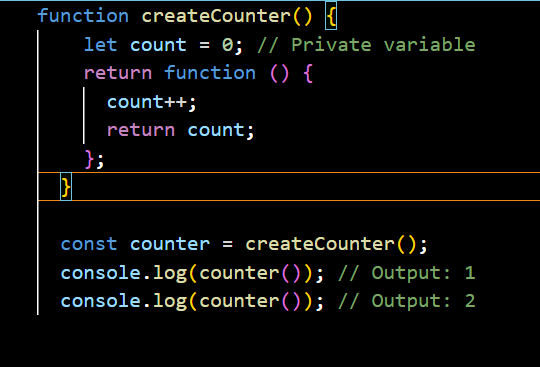 function createCounter() {
let count = 0; // Private variable
return function () {
count++;
return count;
};
}
const counter = createCounter();
console.log(counter()); // Output: 1
console.log(counter()); // Output: 2